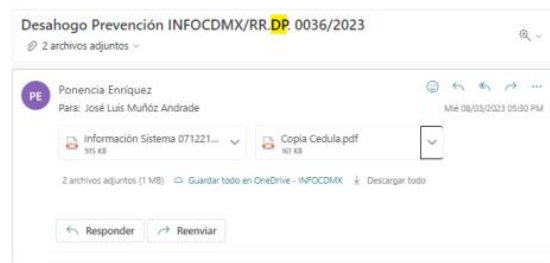 Desahogo Prevención INFOCDMX/RR.DP. 0036/2023
2 archivos adjuntos
PE
Ponencia Enríquez
Para: José Luis Muñóz Andrade
Mié 08/03/2023 05:30 PM
Información Sistema 071221...
915 KB
Copia Cedula.pdf
161 KB
2 archivos adjuntos (1 MB) Guardar todo en OneDrive - INFOCDMX Descargar todo
Responder Reenviar